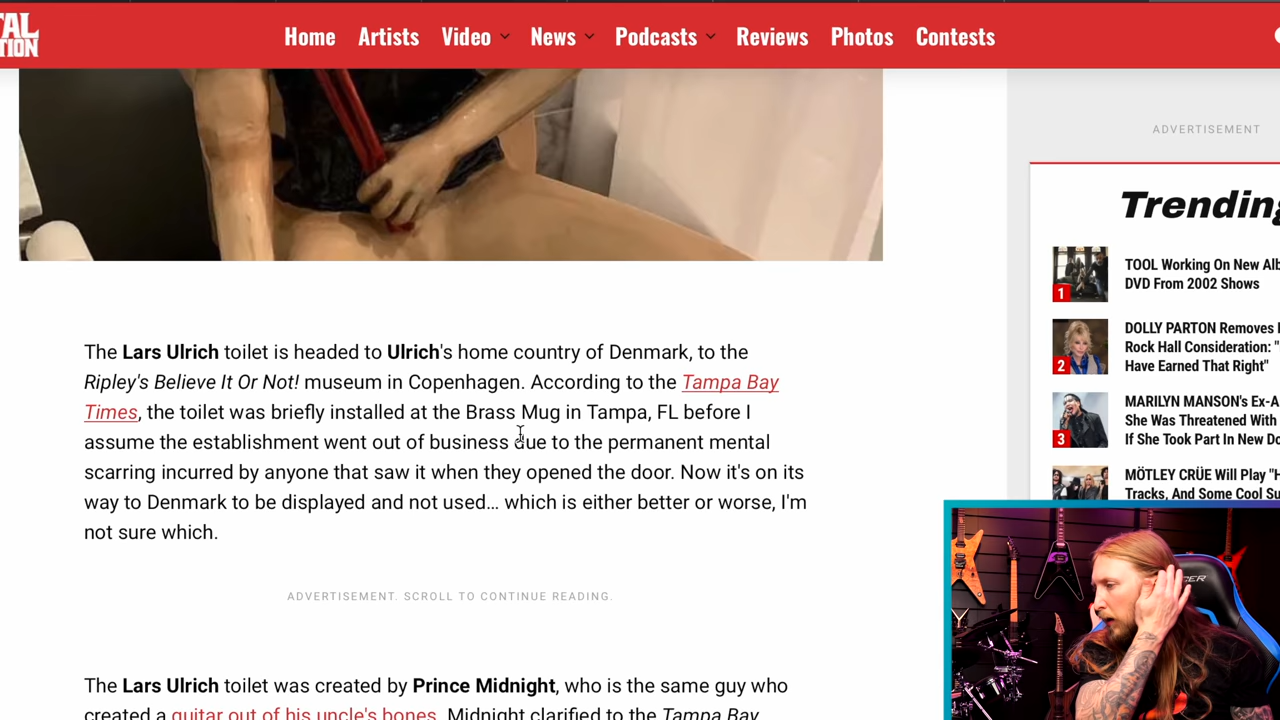 TAL
TION
Home Artists Video News Podcasts Reviews Photos Contests
ADVERTISEMENT
The Lars Ulrich toilet is headed to Ulrich's home country of Denmark, to the
Ripley's Believe It Or Not! museum in Copenhagen. According to the Tampa Bay
Times, the toilet was briefly installed at the Brass Mug in Tampa, FL before I
assume the establishment went out of business due to the permanent mental
scarring incurred by anyone that saw it when they opened the door. Now it's on its
way to Denmark to be displayed and not used... which is either better or worse, I'm
not sure which.
ADVERTISEMENT. SCROLL TO CONTINUE READING.
The Lars Ulrich toilet was created by Prince Midnight, who is the same guy who
created a guitar out of his uncle's bones. Midnight clarified to the Tampa Bay
Trending
1
TOOL Working On New Alb
DVD From 2002 Shows
2
DOLLY PARTON Removes
Rock Hall Consideration: "
Have Earned That Right"
3
MARILYN MANSON's Ex-A
She Was Threatened With
If She Took Part In New Do
MÖTLEY CRÜE Will Play "H
Tracks, And Some Cool Su